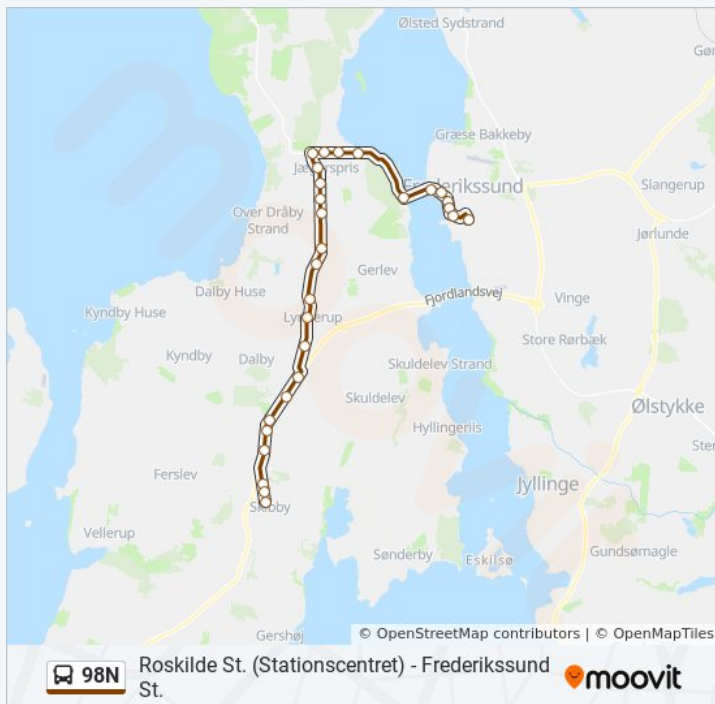 Ølsted Sydstrand
Græse Bakkeby
Jægerspris
Frederikssund
Slangerup
Over Dråby
Strand
Jørlunde
Gerlev
Dalby Huse
Fjordlandsvej
Vinge
Kyndby Huse
Lyngerup
Store Rørbæk
Kyndby
Dalby
Skuldelev Strand
Skuldelev
Ølstykke
Hyllingeriis
Ferslev
Jyllinge
Skibby
Vellerup
Sønderby
Eskilsø
Gundsømagle
Gershøj
© OpenStreetMap contributors | © OpenMapTiles
98N
Roskilde St. (Stationscentret) - Frederikssund
St.
moovit